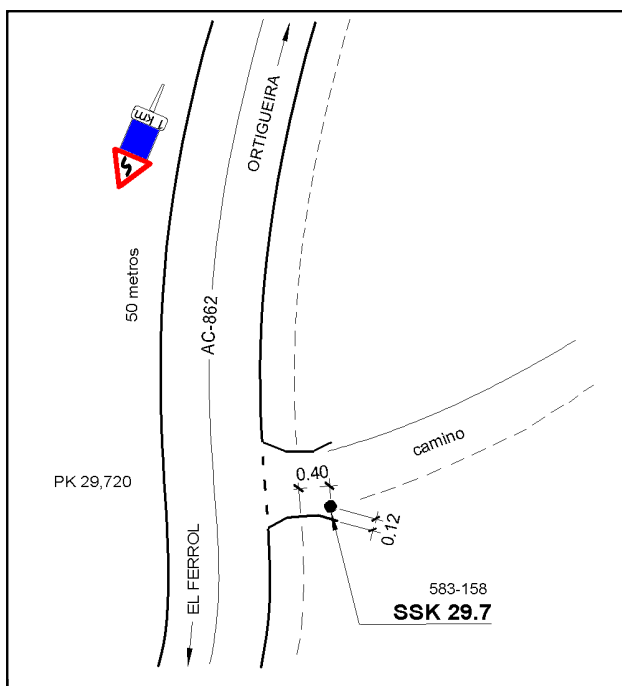 ORTIGUEIRA
1 km
50 metros
AC-862
camino
0.40
PK 29,720
0.12
EL FERROL
583-158
SSK 29.7